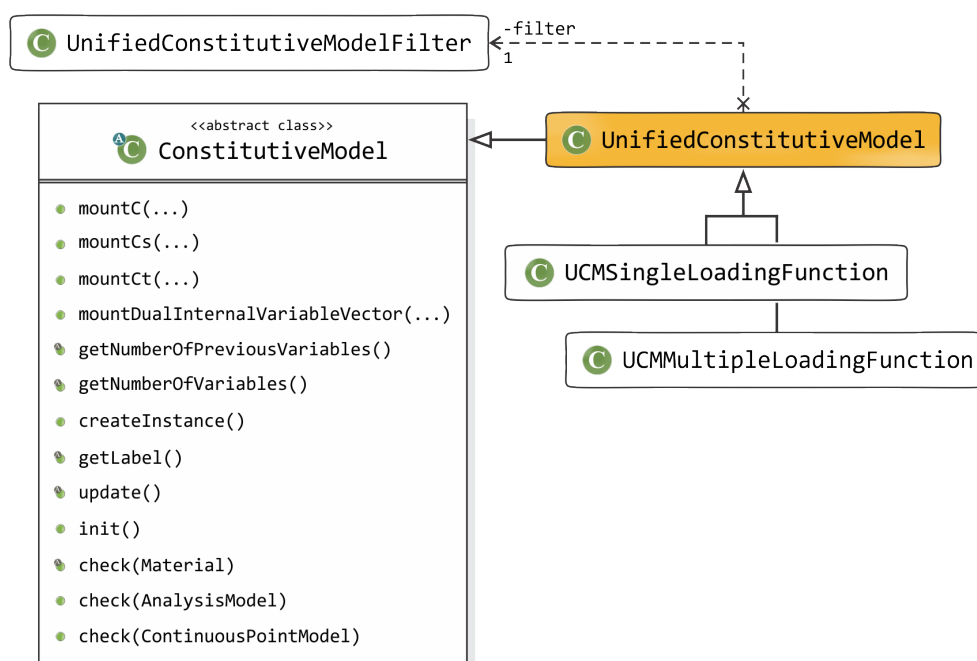 -filter
C UnifiedConstitutiveModelFilter
1
<<abstract class>>
A C ConstitutiveModel
C UnifiedConstitutiveModel
mountC(...)
mountCs(...)
mountCt(...)
mountDualInternalVariableVector(...)
getNumberOfPreviousVariables()
getNumberOfVariables()
createInstance()
getLabel()
update()
init()
check(Material)
check(AnalysisModel)
check(ContinuousPointModel)
C UCMSingleLoadingFunction
C UCMMultipleLoadingFunction